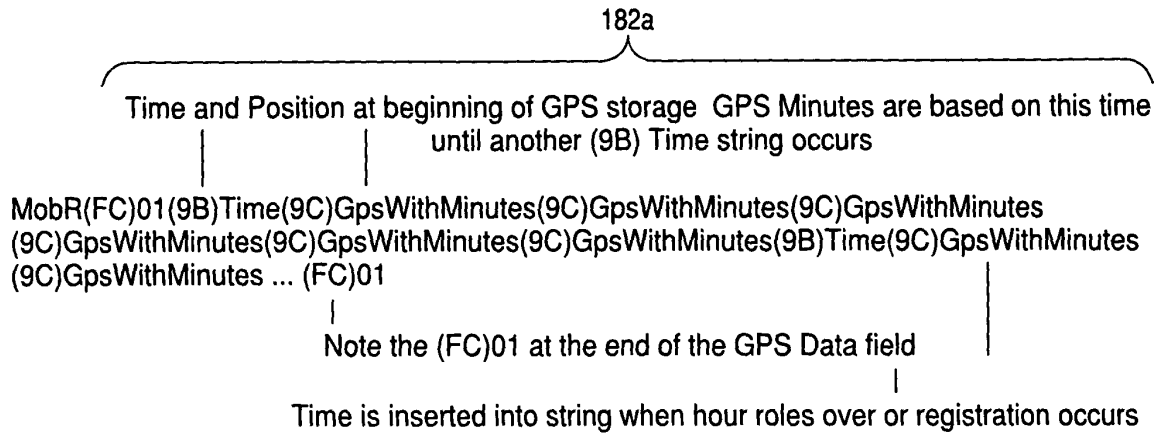 182a
Time and Position at beginning of GPS storage GPS Minutes are based on this time
until another (9B) Time string occurs
MobR(FC)01(9B)Time(9C)GpsWithMinutes(9C)GpsWithMinutes(9C)GpsWithMinutes
(9C)GpsWithMinutes(9C)GpsWithMinutes(9C)GpsWithMinutes(9B)Time(9C)GpsWithMinutes
(9C)GpsWithMinutes ... (FC)01
Note the (FC)01 at the end of the GPS Data field
Time is inserted into string when hour roles over or registration occurs